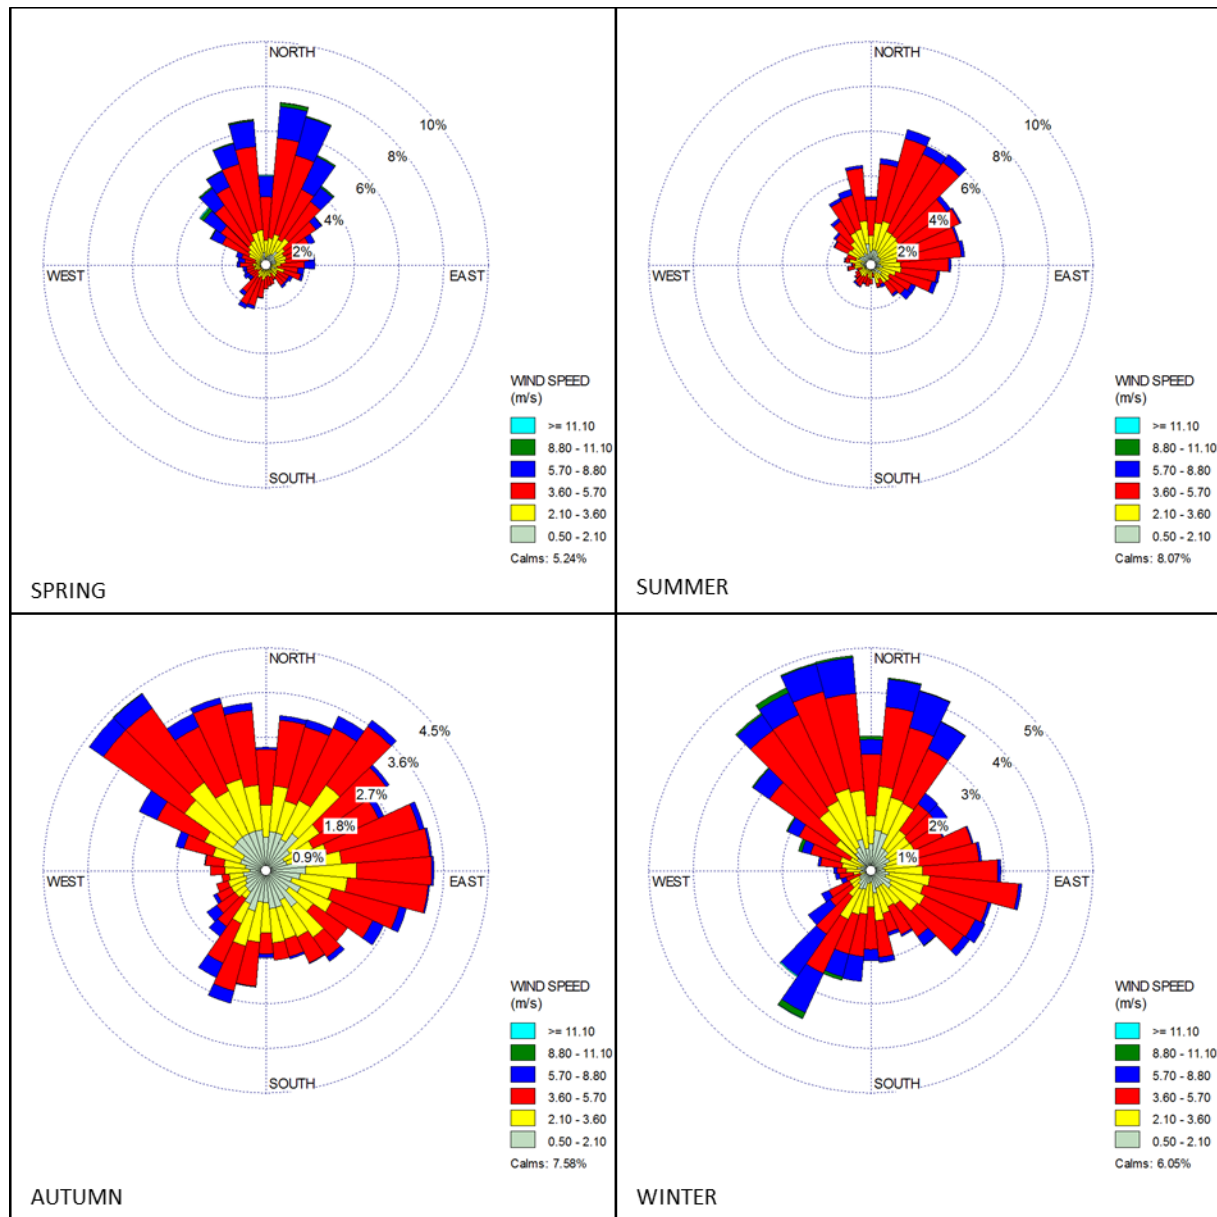 NORTH
10%
8%
6%
4%
2%
WEST
EAST
SOUTH
WIND SPEED
(m/s)
>= 11.10
8.80 - 11.10
5.70 - 8.80
3.60 - 5.70
2.10 - 3.60
0.50 - 2.10
Calms: 5.24%
SPRING
NORTH
10%
8%
6%
4%
2%
WEST
EAST
SOUTH
WIND SPEED
(m/s)
>= 11.10
8.80 - 11.10
5.70 - 8.80
3.60 - 5.70
2.10 - 3.60
0.50 - 2.10
Calms: 8.07%
SUMMER
NORTH
4.5%
3.6%
2.7%
1.8%
0.9%
WEST
EAST
SOUTH
WIND SPEED
(m/s)
>= 11.10
8.80 - 11.10
5.70 - 8.80
3.60 - 5.70
2.10 - 3.60
0.50 - 2.10
Calms: 7.58%
AUTUMN
NORTH
5%
4%
3%
2%
1%
WEST
EAST
SOUTH
WIND SPEED
(m/s)
>= 11.10
8.80 - 11.10
5.70 - 8.80
3.60 - 5.70
2.10 - 3.60
0.50 - 2.10
Calms: 6.05%
WINTER